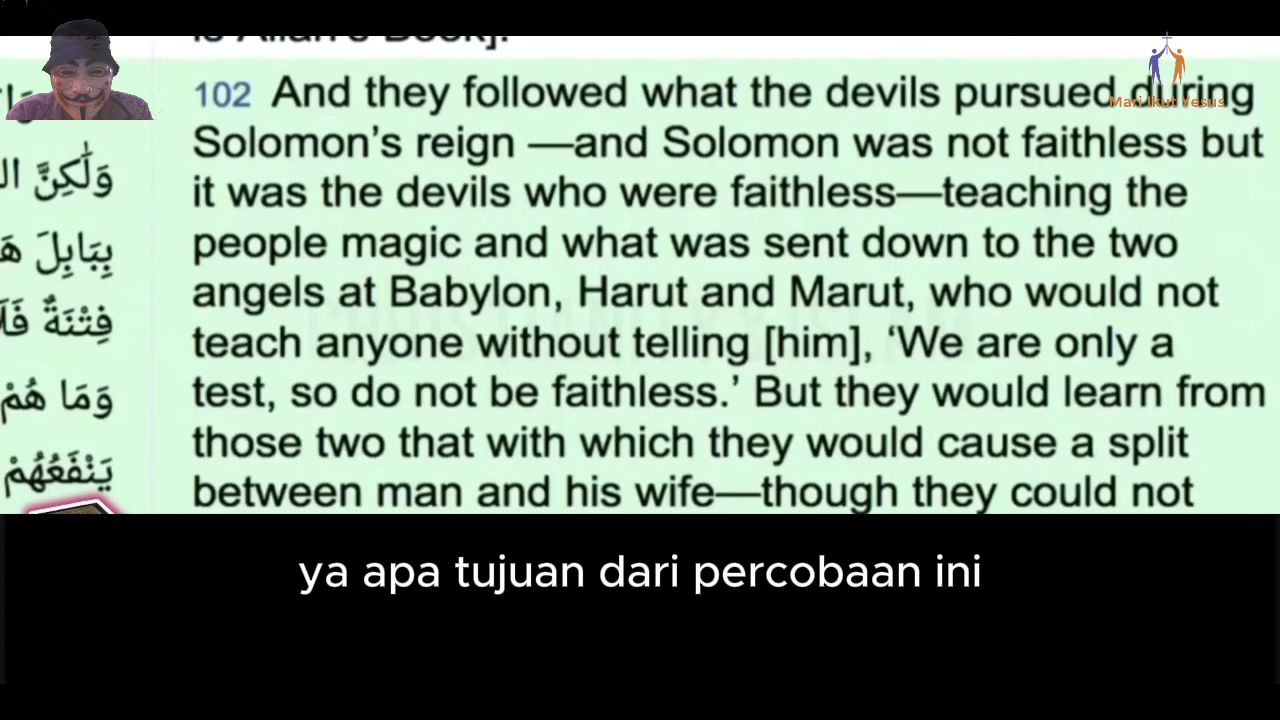 is Allah's Book].
102 And they followed what the devils pursued during
Solomon's reign —and Solomon was not faithless but
it was the devils who were faithless—teaching the
people magic and what was sent down to the two
angels at Babylon, Harut and Marut, who would not
teach anyone without telling [him], ‘We are only a
test, so do not be faithless.’ But they would learn from
those two that with which they would cause a split
between man and his wife—though they could not
وَلَٰكِنَّ
بِبَابِلَ
فِتْنَةٌ
وَمَا هُمْ
يَنْفَعُهُمْ
Mari Ikut Yesus
ya apa tujuan dari percobaan ini